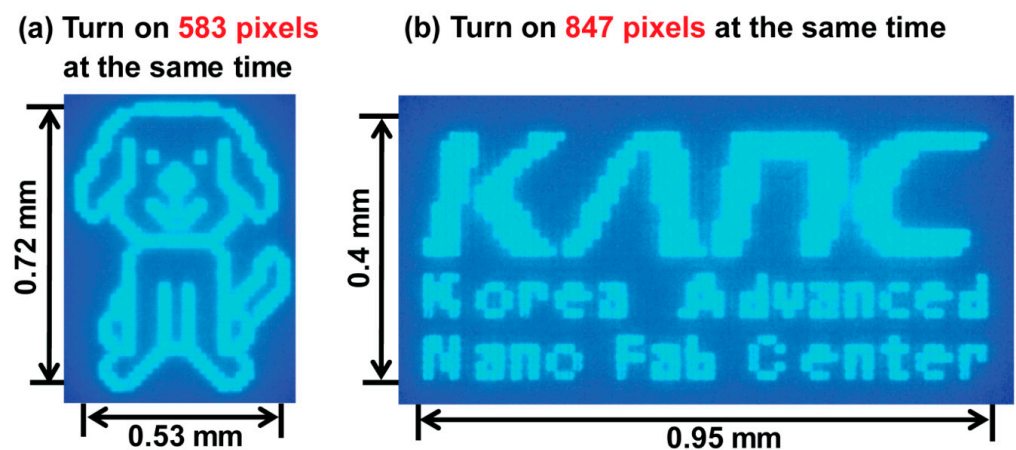 (a) Turn on 583 pixels
at the same time
0.72 mm
0.53 mm
(b) Turn on 847 pixels at the same time
0.4 mm
KANC
Korea Advanced
Nano Fab Center
0.95 mm